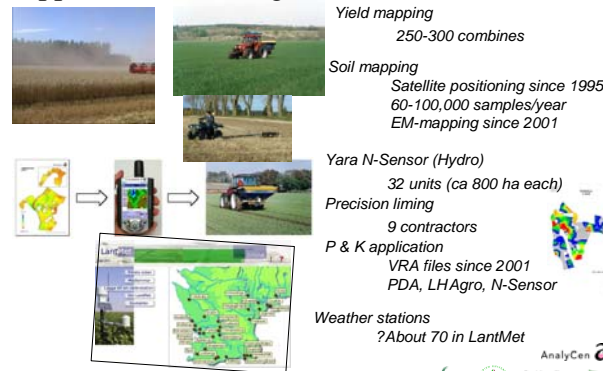 Yield mapping
250-300 combines
Soil mapping
Satellite positioning since 1995
60-100,000 samples/year
EM-mapping since 2001
Yara N-Sensor (Hydro)
32 units (ca 800 ha each)
Precision liming
9 contractors
P & K application
VRA files since 2001
PDA, LHAgro, N-Sensor
Weather stations
?About 70 in LantMet
AnalyCen